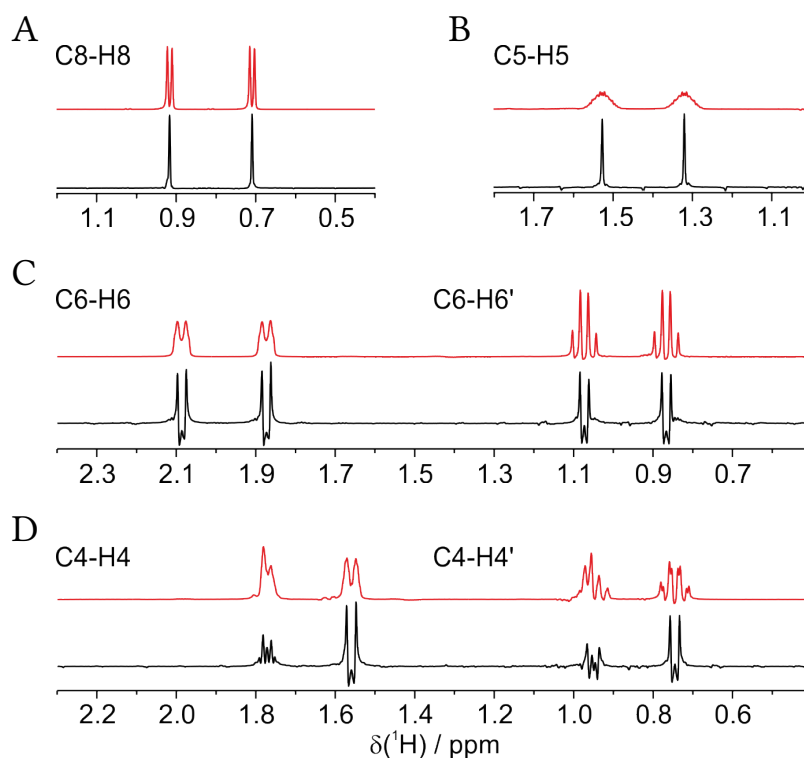 A B
C8-H8 C5-H5
1.1 0.9 0.7 0.5 1.7 1.5 1.3 1.1
C
C6-H6 C6-H6'
2.3 2.1 1.9 1.7 1.5 1.3 1.1 0.9 0.7
D
C4-H4 C4-H4'
2.2 2.0 1.8 1.6 1.4 1.2 1.0 0.8 0.6
δ(¹H) / ppm